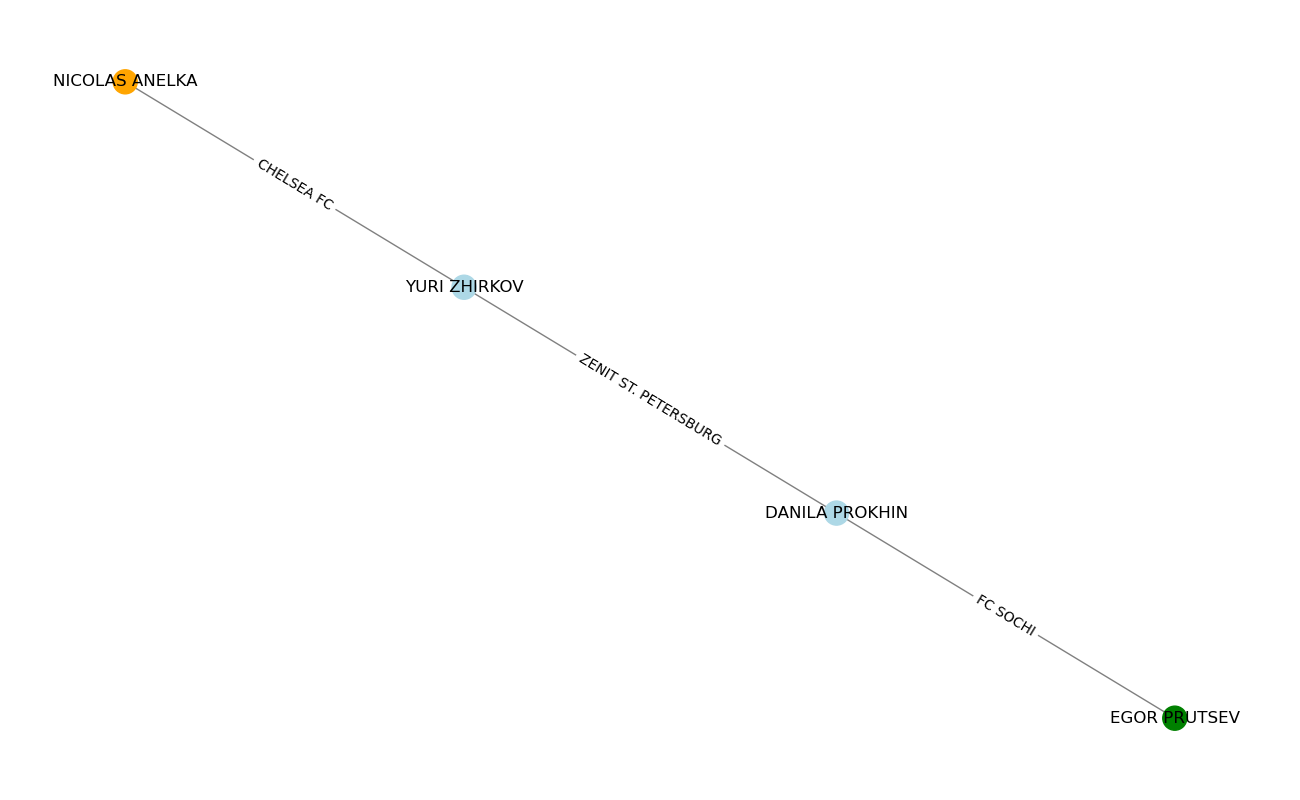 NICOLAS ANELKA
CHELSEA FC
YURI ZHIRKOV
ZENIT ST. PETERSBURG
DANILA PROKHIN
FC SOCHI
EGOR PRUTSEV